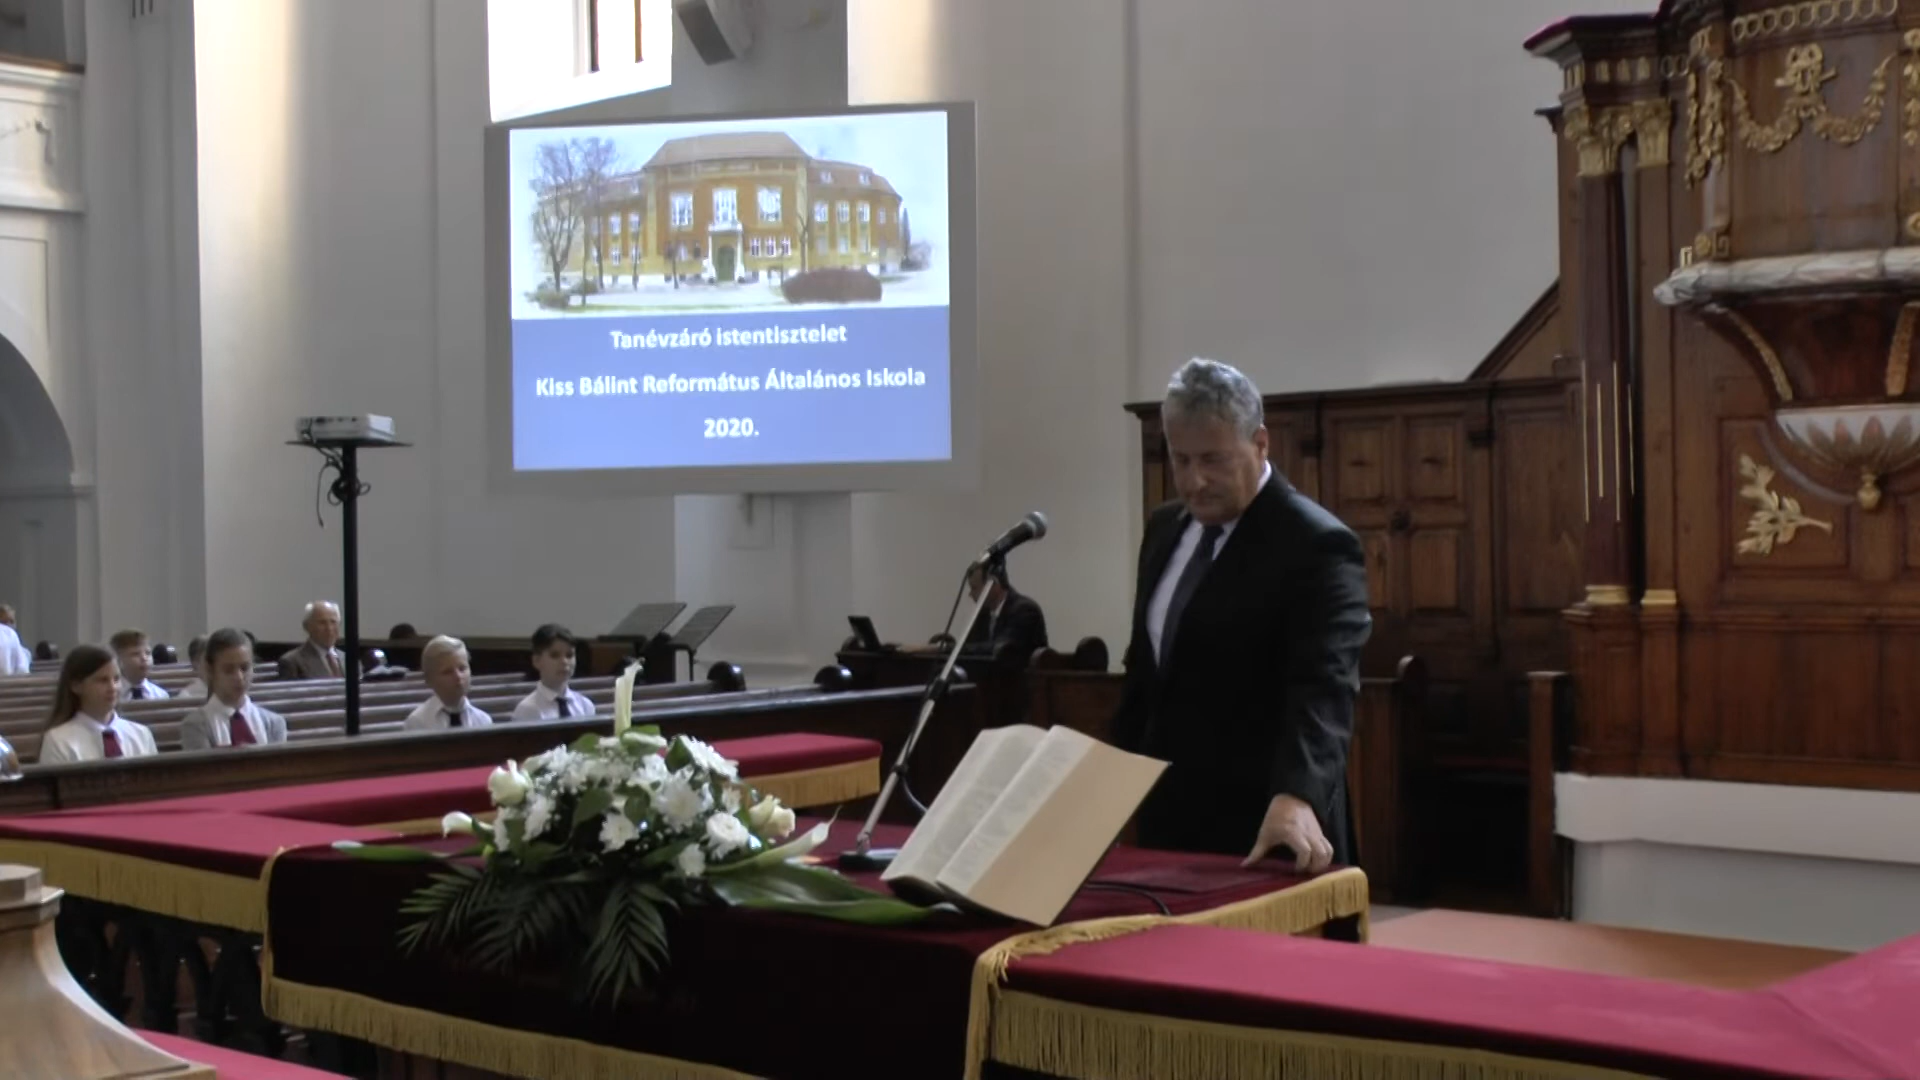 Tanévzáró istentisztelet
Kiss Bálint Református Általános Iskola
2020.